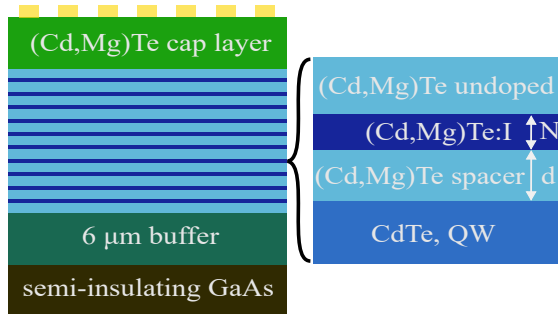 (Cd,Mg)Te cap layer
6 μm buffer
semi-insulating GaAs
(Cd,Mg)Te undoped
(Cd,Mg)Te:I N
(Cd,Mg)Te spacer d
CdTe, QW